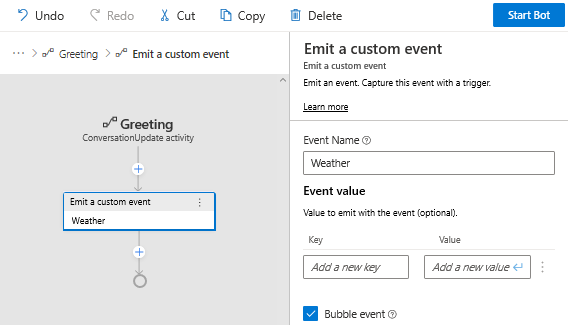 Undo Redo Cut Copy Delete Start Bot
··· > Greeting > Emit a custom event
Greeting
ConversationUpdate activity
Emit a custom event
Weather
Emit a custom event
Emit a custom event
Emit an event. Capture this event with a trigger.
Learn more
Event Name
Weather
Event value
Value to emit with the event (optional).
Key Value
Add a new key Add a new value
Bubble event